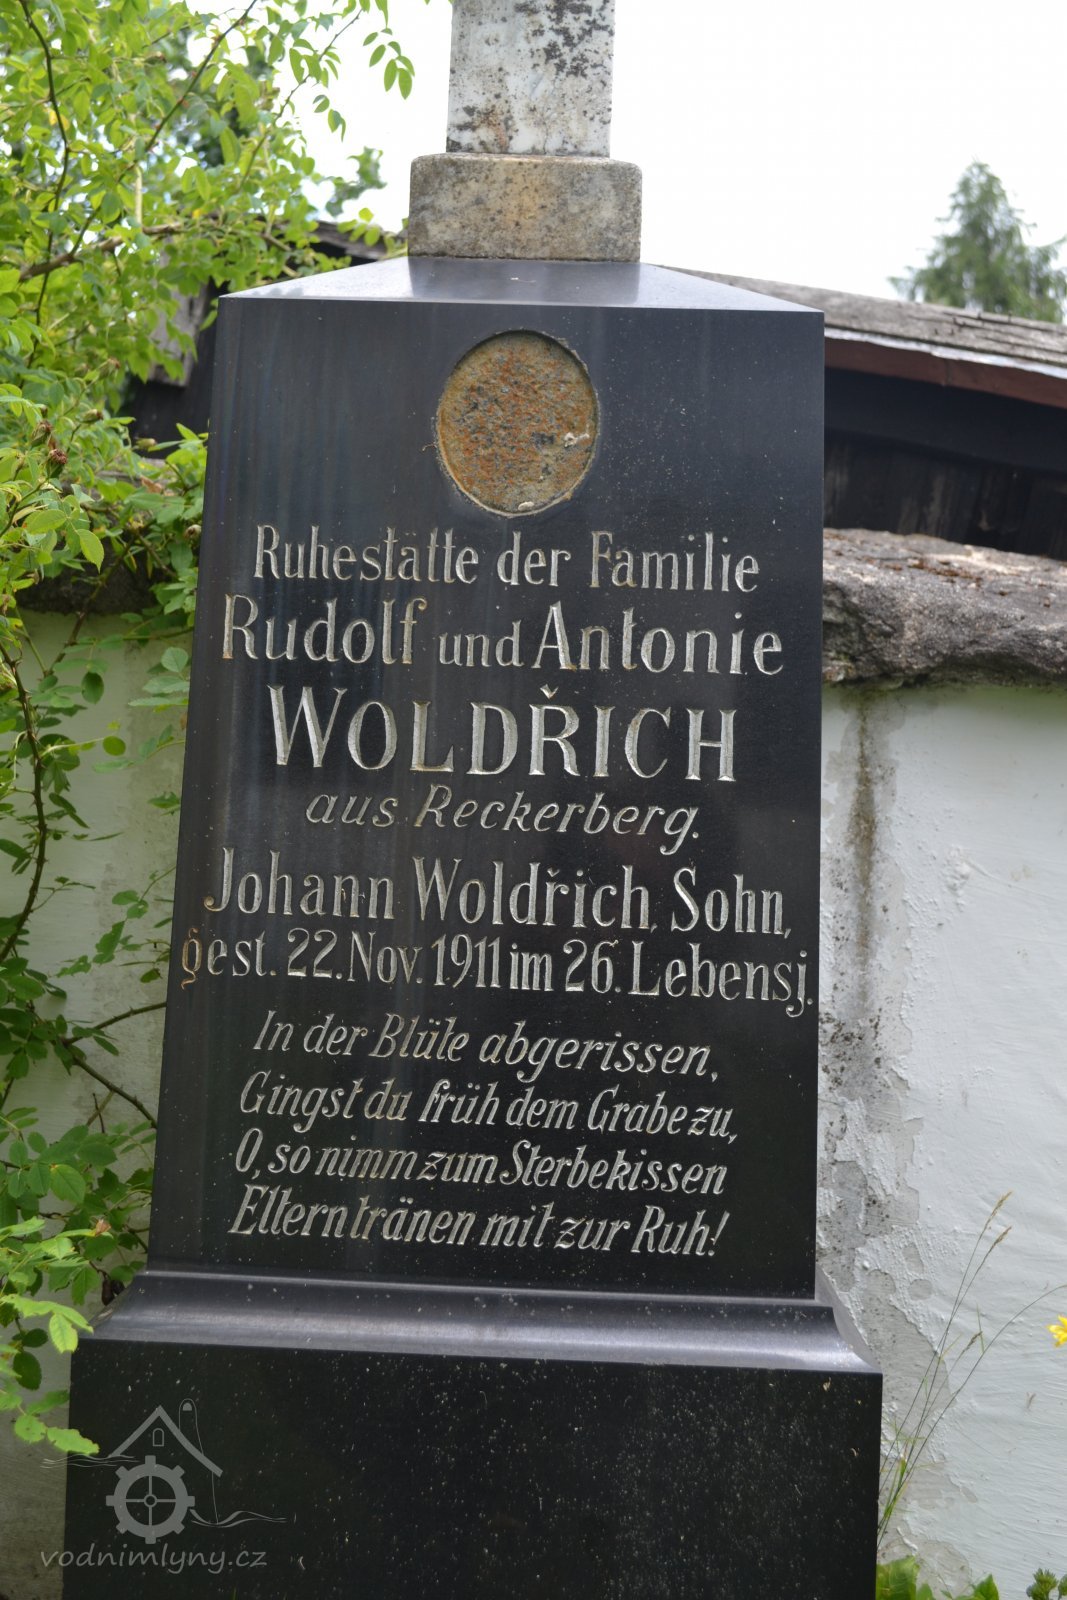 Ruhestätte der Familie
Rudolf und Antonie
WOLDŘICH
aus Reckerberg.
Johann Woldřich, Sohn,
gest. 22. Nov. 1911 im 26. Lebensj.
In der Blüte abgerissen,
Gingst du früh dem Grabe zu,
O, so nimm zum Sterbekissen
Elterntränen mit zur Ruh!
vodnimlyny.cz